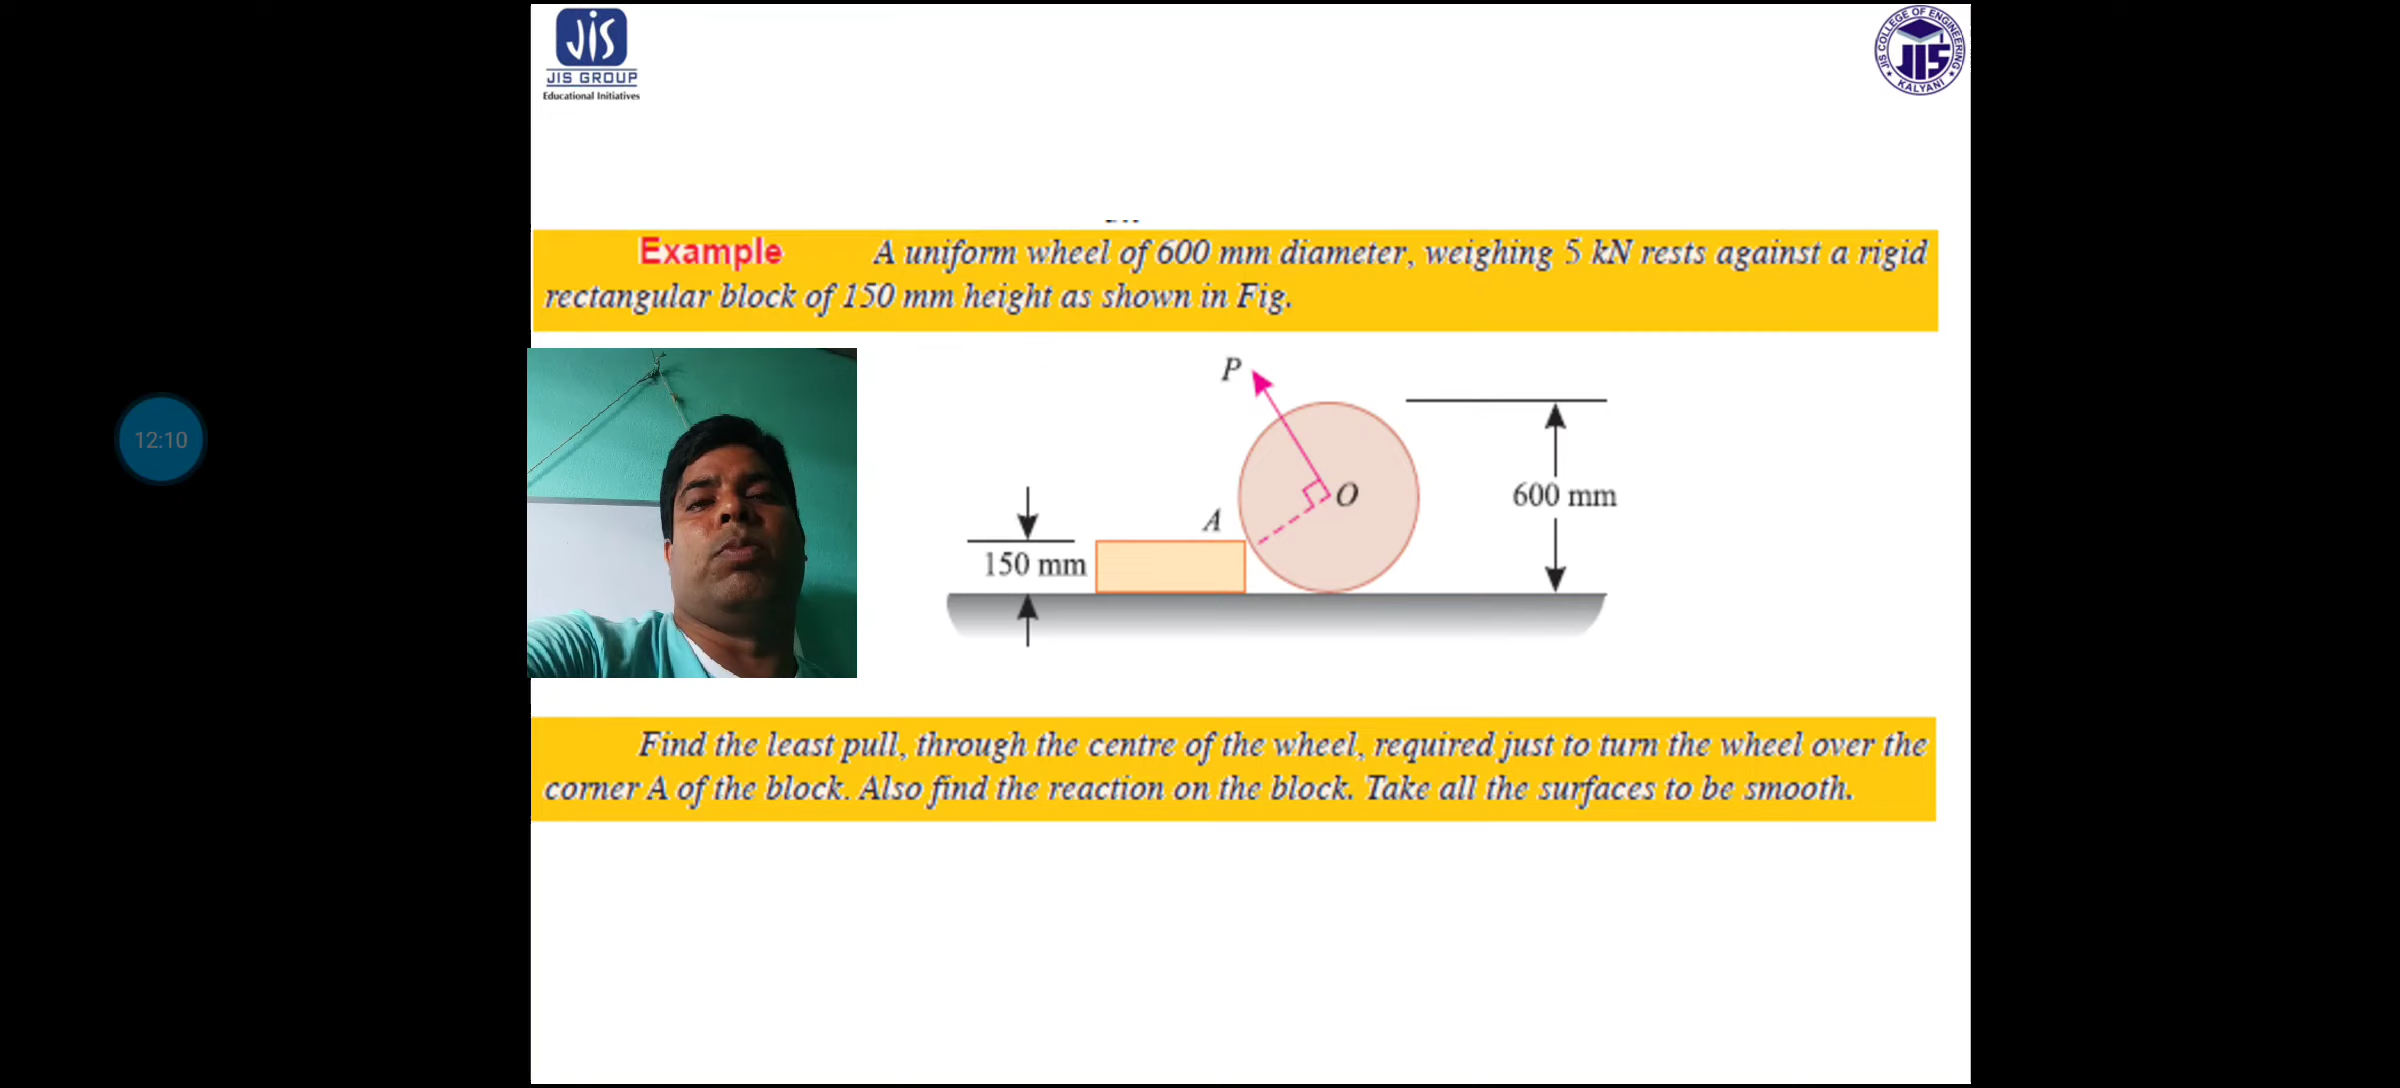 JiS
JIS GROUP
Educational Initiatives
JIS COLLEGE OF ENGINEERING
JIS
KALYANI
Example A uniform wheel of 600 mm diameter, weighing 5 kN rests against a rigid
rectangular block of 150 mm height as shown in Fig.
12:10
P
O
A
600 mm
150 mm
Find the least pull, through the centre of the wheel, required just to turn the wheel over the
corner A of the block. Also find the reaction on the block. Take all the surfaces to be smooth.